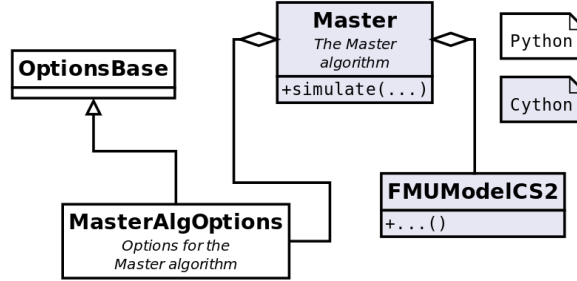 Master
The Master
algorithm
+simulate(...)
Python
Cython
OptionsBase
MasterAlgOptions
Options for the
Master algorithm
FMUModelCS2
+...()